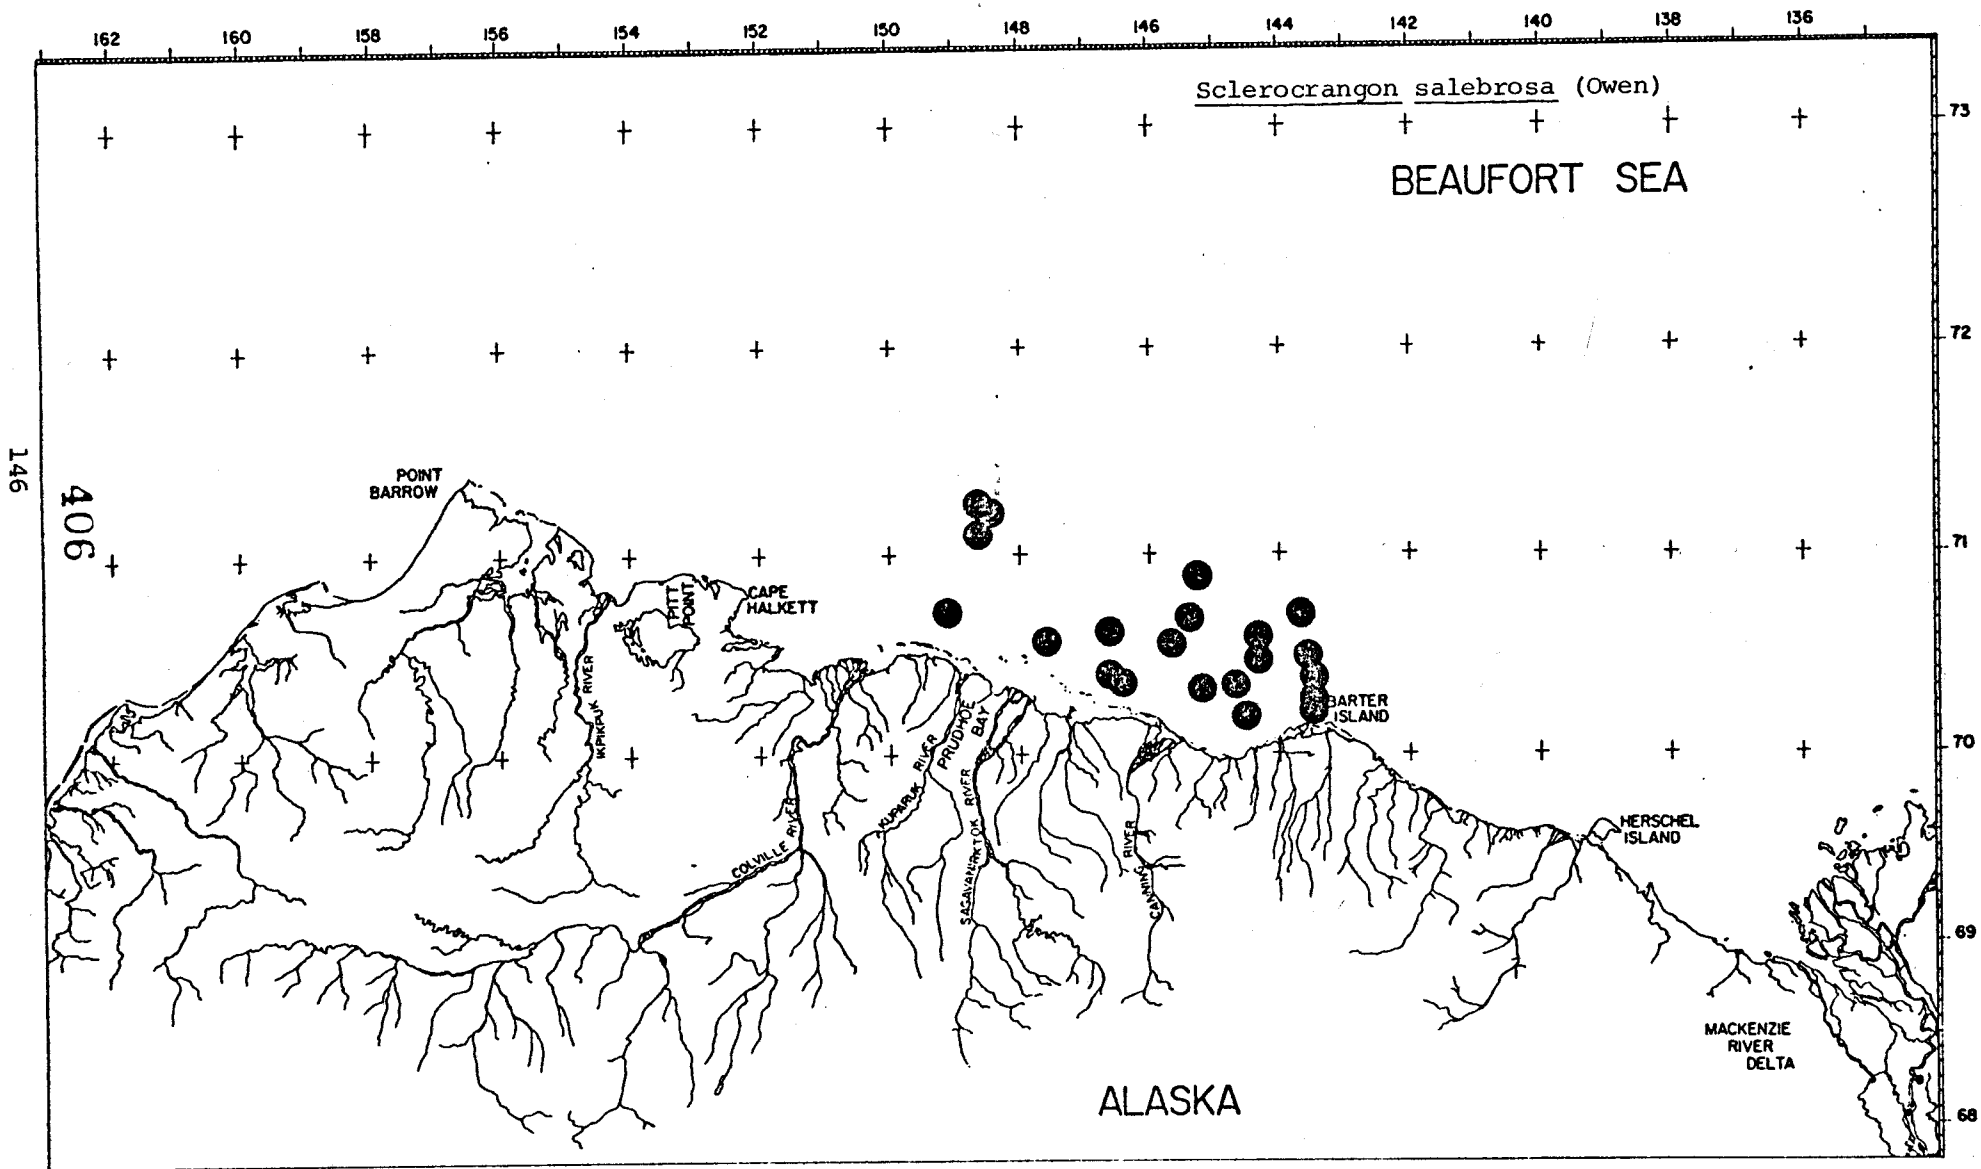 162 160 158 156 154 152 150 148 146 144 142 140 138 136
Sclerocrangon salebrosa (Owen)
73
BEAUFORT SEA
72
146
406
POINT
BARROW
71
PITT
POINT
CAPE
HALKETT
IKPIKPUK RIVER
BARTER
ISLAND
PRUDHOE
BAY
70
KUPARUK RIVER
COLVILLE RIVER
SAGAVANIRKTOK RIVER
CANNING RIVER
HERSCHEL
ISLAND
69
MACKENZIE
RIVER
DELTA
ALASKA
68